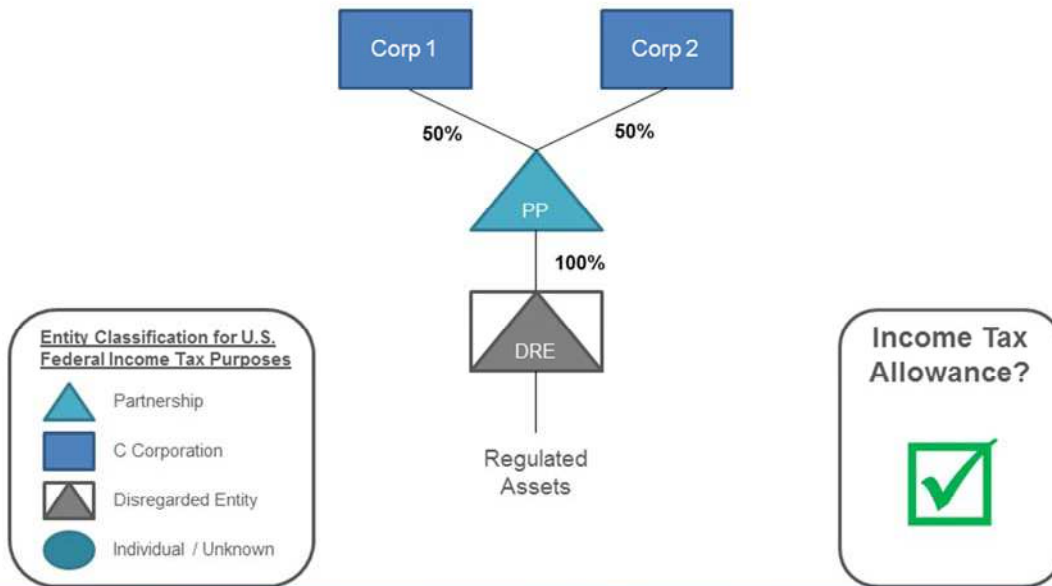 Corp 1
Corp 2
50%
50%
PP
100%
DRE
Regulated
Assets
Entity Classification for U.S.
Federal Income Tax Purposes
Partnership
C Corporation
Disregarded Entity
Individual / Unknown
Income Tax
Allowance?